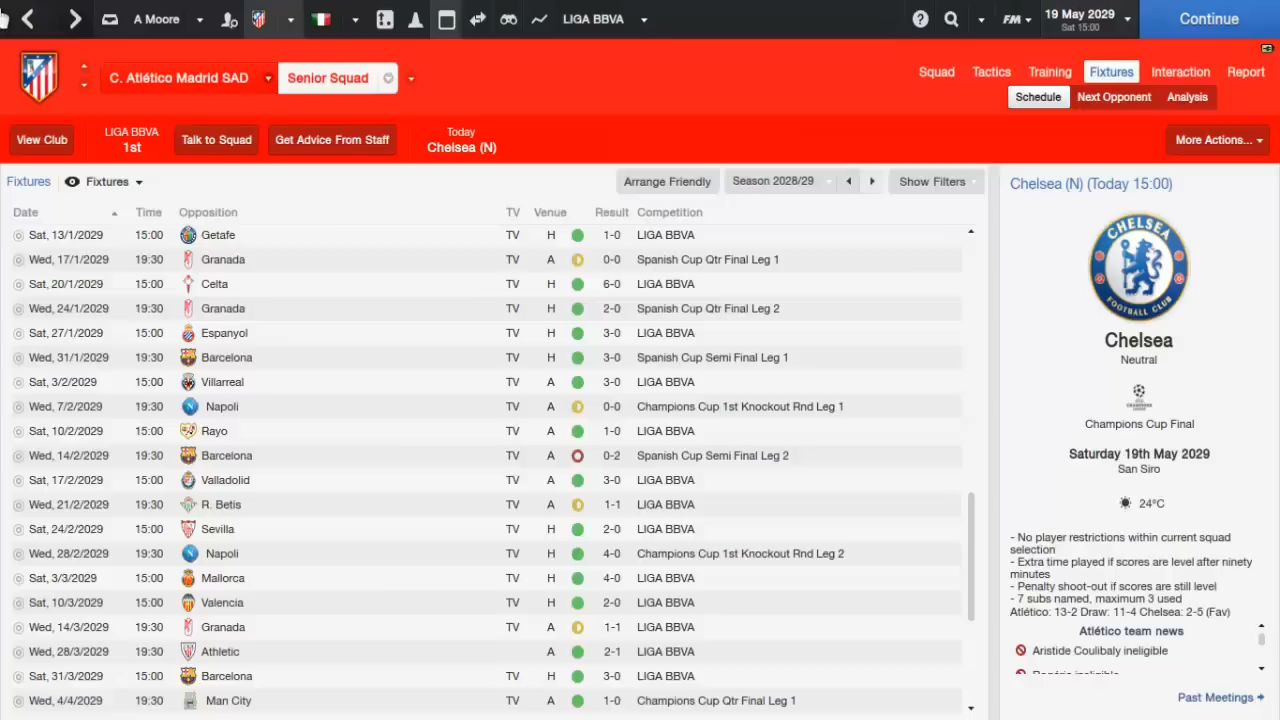 A Moore
LIGA BBVA
FM
19 May 2029
Sat 15:00
Continue
C. Atlético Madrid SAD
Senior Squad
Squad Tactics Training Fixtures Interaction Report
Schedule Next Opponent Analysis
View Club
LIGA BBVA
1st
Talk to Squad
Get Advice From Staff
Today
Chelsea (N)
More Actions...
Fixtures Fixtures
Arrange Friendly Season 2028/29 Show Filters
Date Time Opposition TV Venue Result Competition
Sat, 13/1/2029 15:00 Getafe TV H 1-0 LIGA BBVA
Wed, 17/1/2029 19:30 Granada TV A 0-0 Spanish Cup Qtr Final Leg 1
Sat, 20/1/2029 15:00 Celta TV H 6-0 LIGA BBVA
Wed, 24/1/2029 19:30 Granada TV H 2-0 Spanish Cup Qtr Final Leg 2
Sat, 27/1/2029 15:00 Espanyol TV H 3-0 LIGA BBVA
Wed, 31/1/2029 19:30 Barcelona TV H 3-0 Spanish Cup Semi Final Leg 1
Sat, 3/2/2029 15:00 Villarreal TV A 3-0 LIGA BBVA
Wed, 7/2/2029 19:30 Napoli TV A 0-0 Champions Cup 1st Knockout Rnd Leg 1
Sat, 10/2/2029 15:00 Rayo TV A 1-0 LIGA BBVA
Wed, 14/2/2029 19:30 Barcelona TV A 0-2 Spanish Cup Semi Final Leg 2
Sat, 17/2/2029 15:00 Valladolid TV A 3-0 LIGA BBVA
Wed, 21/2/2029 19:30 R. Betis TV A 1-1 LIGA BBVA
Sat, 24/2/2029 15:00 Sevilla TV H 2-0 LIGA BBVA
Wed, 28/2/2029 19:30 Napoli TV H 4-0 Champions Cup 1st Knockout Rnd Leg 2
Sat, 3/3/2029 15:00 Mallorca TV H 4-0 LIGA BBVA
Sat, 10/3/2029 15:00 Valencia TV H 2-0 LIGA BBVA
Wed, 14/3/2029 19:30 Granada TV A 1-1 LIGA BBVA
Wed, 28/3/2029 19:30 Athletic A 2-1 LIGA BBVA
Sat, 31/3/2029 15:00 Barcelona TV H 3-0 LIGA BBVA
Wed, 4/4/2029 19:30 Man City TV A 1-0 Champions Cup Qtr Final Leg 1
Chelsea (N) (Today 15:00)
CHELSEA
FOOTBALL CLUB
Chelsea
Neutral
Champions Cup Final
Saturday 19th May 2029
San Siro
24°C
- No player restrictions within current squad
selection
- Extra time played if scores are level after ninety
minutes
- Penalty shoot-out if scores are still level
- 7 subs named, maximum 3 used
Atlético: 13-2 Draw: 11-4 Chelsea: 2-5 (Fav)
Atlético team news
Aristide Coulibaly ineligible
Past Meetings